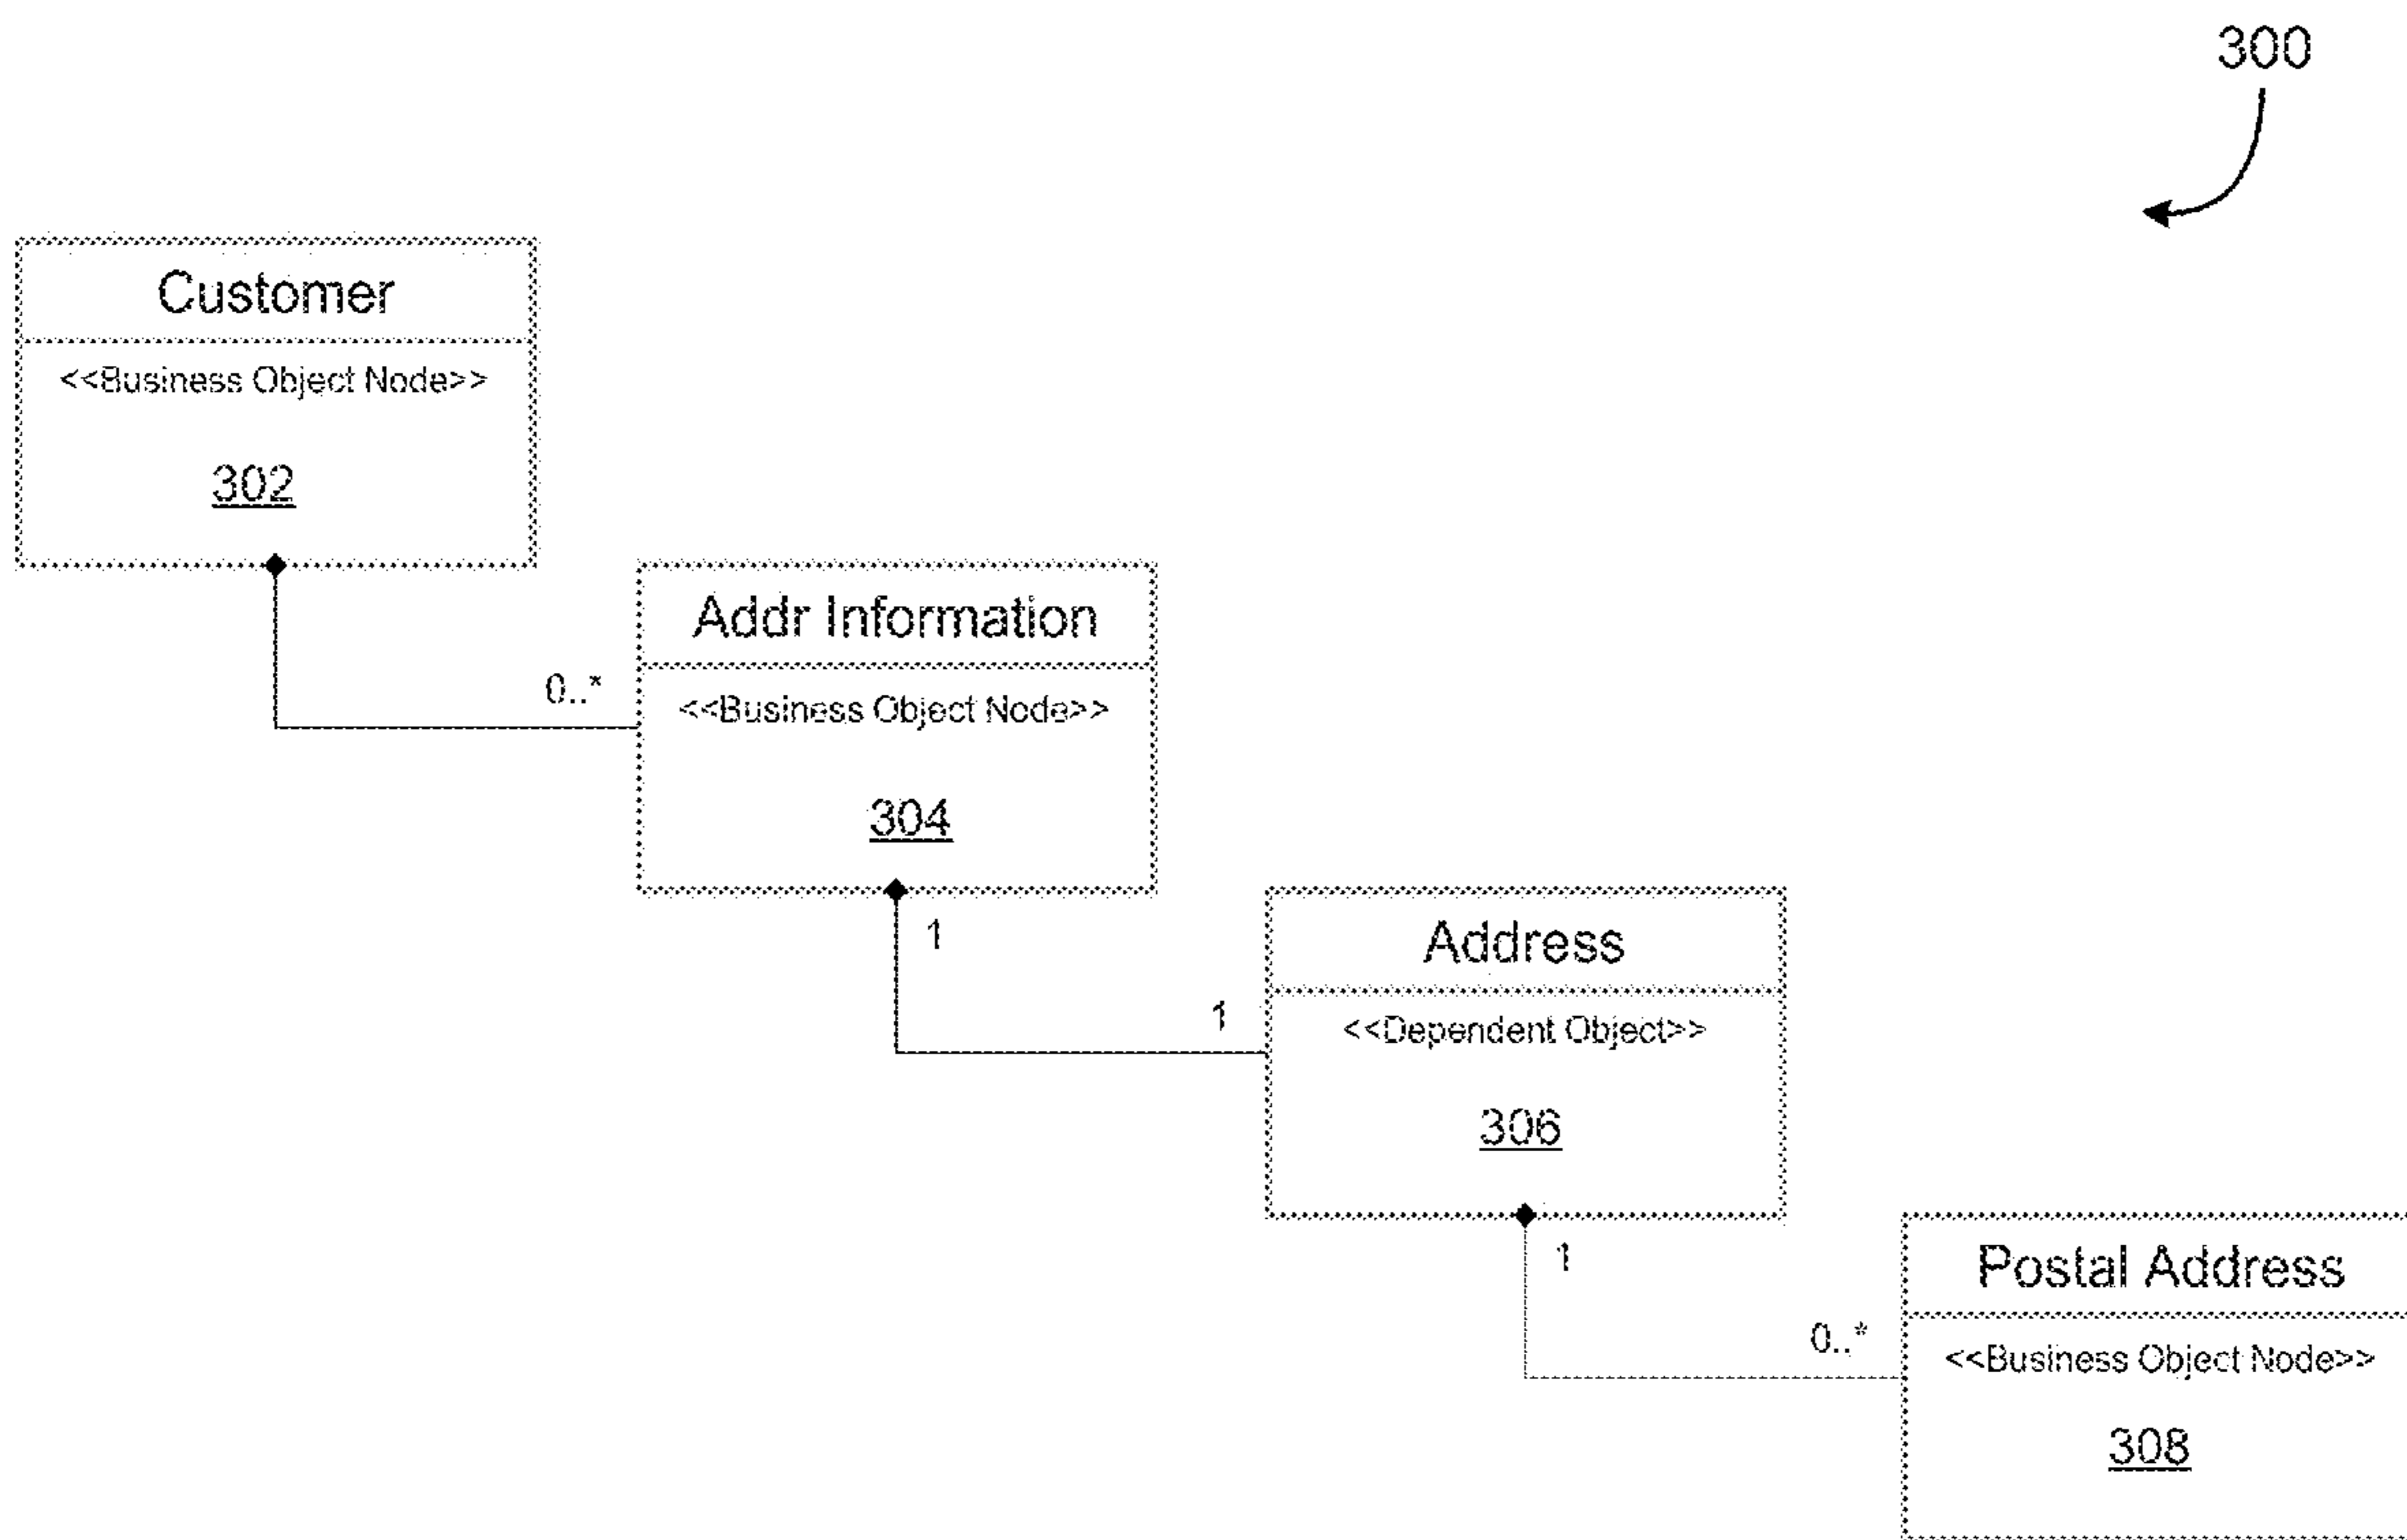 300
Customer
<<Business Object Node>>
302
0..*
Addr Information
<<Business Object Node>>
304
1
1
Address
<<Dependent Object>>
306
1
0..*
Postal Address
<<Business Object Node>>
308